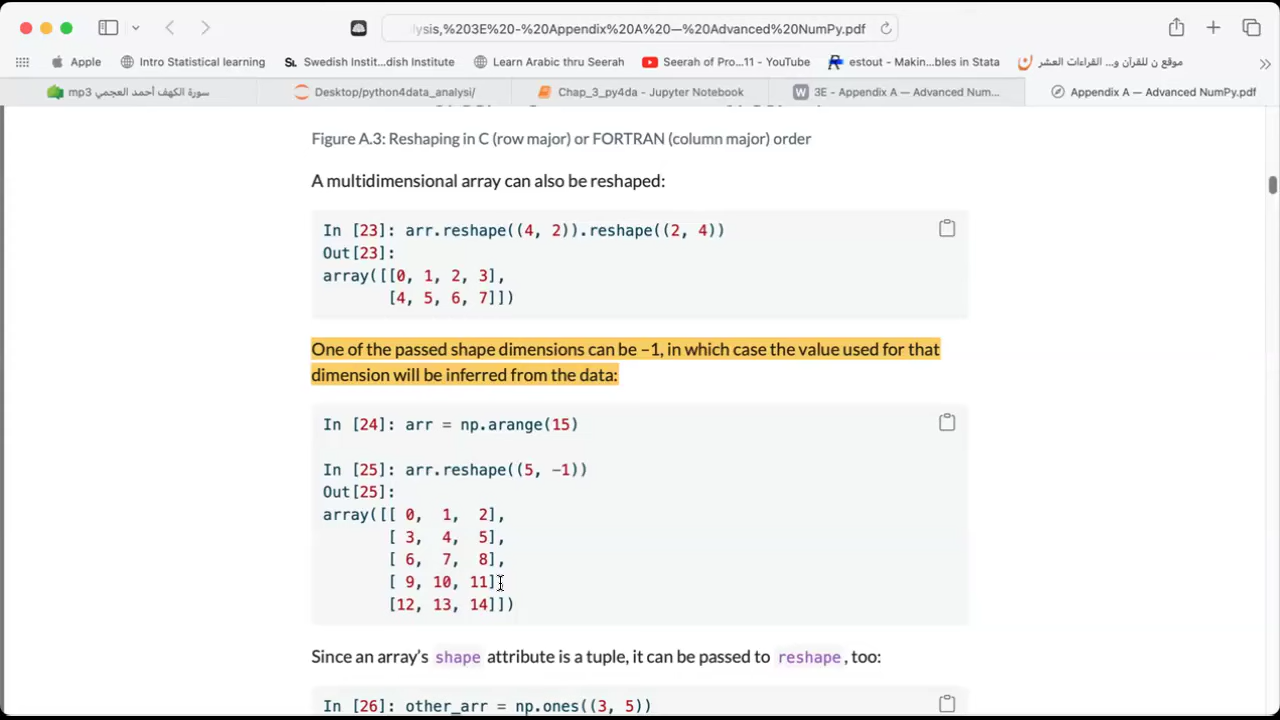 lysis,%203E%20-%20Appendix%20A%20—%20Advanced%20NumPy.pdf
Apple
Intro Statistical learning
SI. Swedish Instit...dish Institute
Learn Arabic thru Seerah
Seerah of Pro...11 - YouTube
estout - Makin...bles in Stata
موقع ن للقرآن و... القراءات العشر
سورة الكهف أحمد العجمي mp3
Desktop/python4data_analysi/
Chap_3_py4da - Jupyter Notebook
W 3E - Appendix A — Advanced Num...
Appendix A — Advanced NumPy.pdf
Figure A.3: Reshaping in C (row major) or FORTRAN (column major) order
A multidimensional array can also be reshaped:
In [23]: arr.reshape((4, 2)).reshape((2, 4))
Out[23]:
array([[0, 1, 2, 3],
[4, 5, 6, 7]])
One of the passed shape dimensions can be –1, in which case the value used for that
dimension will be inferred from the data:
In [24]: arr = np.arange(15)
In [25]: arr.reshape((5, -1))
Out[25]:
array([[ 0, 1, 2],
[ 3, 4, 5],
[ 6, 7, 8],
[ 9, 10, 11],
[12, 13, 14]])
Since an array's shape attribute is a tuple, it can be passed to reshape, too:
In [26]: other_arr = np.ones((3, 5))